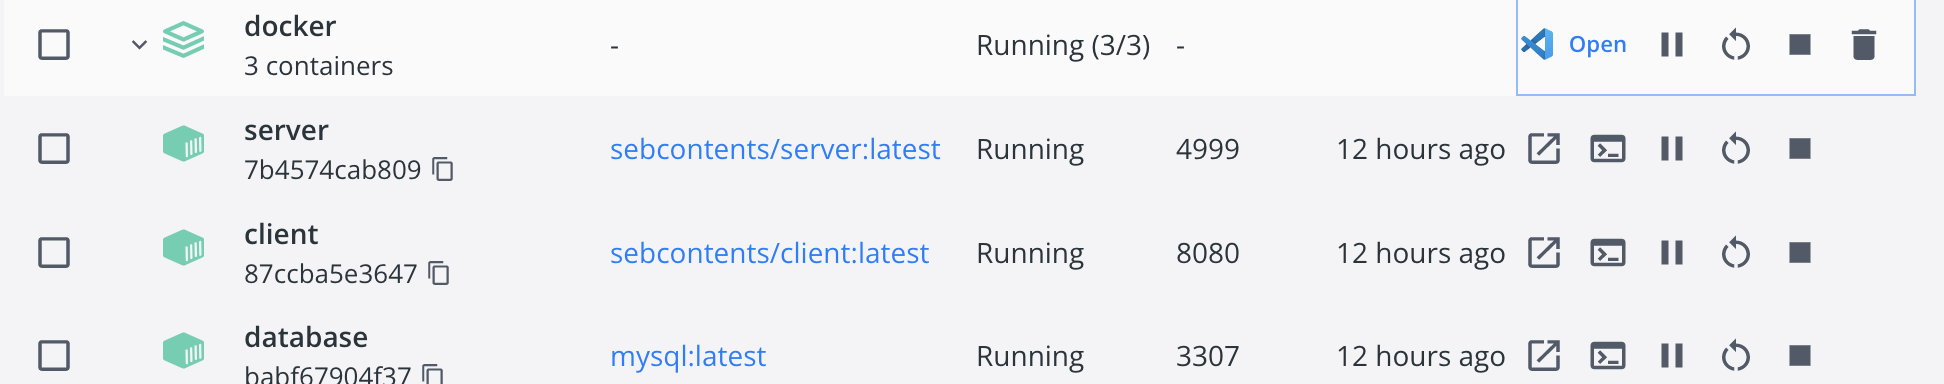 docker
3 containers
-
Running (3/3)
-
Open
server
7b4574cab809
sebcontents/server:latest
Running
4999
12 hours ago
client
87ccba5e3647
sebcontents/client:latest
Running
8080
12 hours ago
database
babf67904f37
mysql:latest
Running
3307
12 hours ago